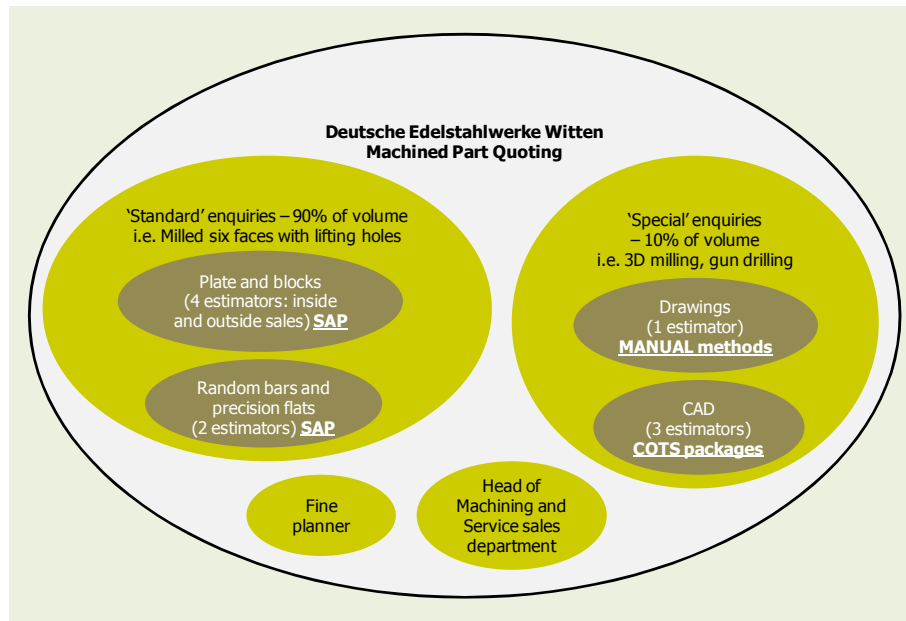 Deutsche Edelstahlwerke Witten
Machined Part Quoting
‘Standard’ enquiries – 90% of volume
i.e. Milled six faces with lifting holes
Plate and blocks
(4 estimators: inside
and outside sales) SAP
Random bars and
precision flats
(2 estimators) SAP
‘Special’ enquiries
– 10% of volume
i.e. 3D milling, gun drilling
Drawings
(1 estimator)
MANUAL methods
CAD
(3 estimators)
COTS packages
Fine
planner
Head of
Machining and
Service sales
department